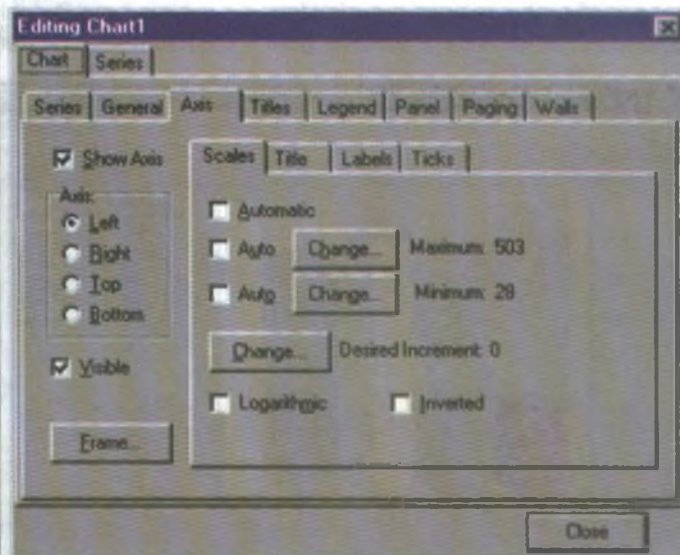 Editing Chart1
Chart Series
Series General Axis Titles Legend Panel Paging Walls
Show Axis
Axis:
Left
Right
Top
Bottom
Visible
Frame...
Scales Title Labels Ticks
Automatic
Auto Change... Maximum: 503
Auto Change... Minimum: 28
Change... Desired Increment: 0
Logarithmic Inverted
Close